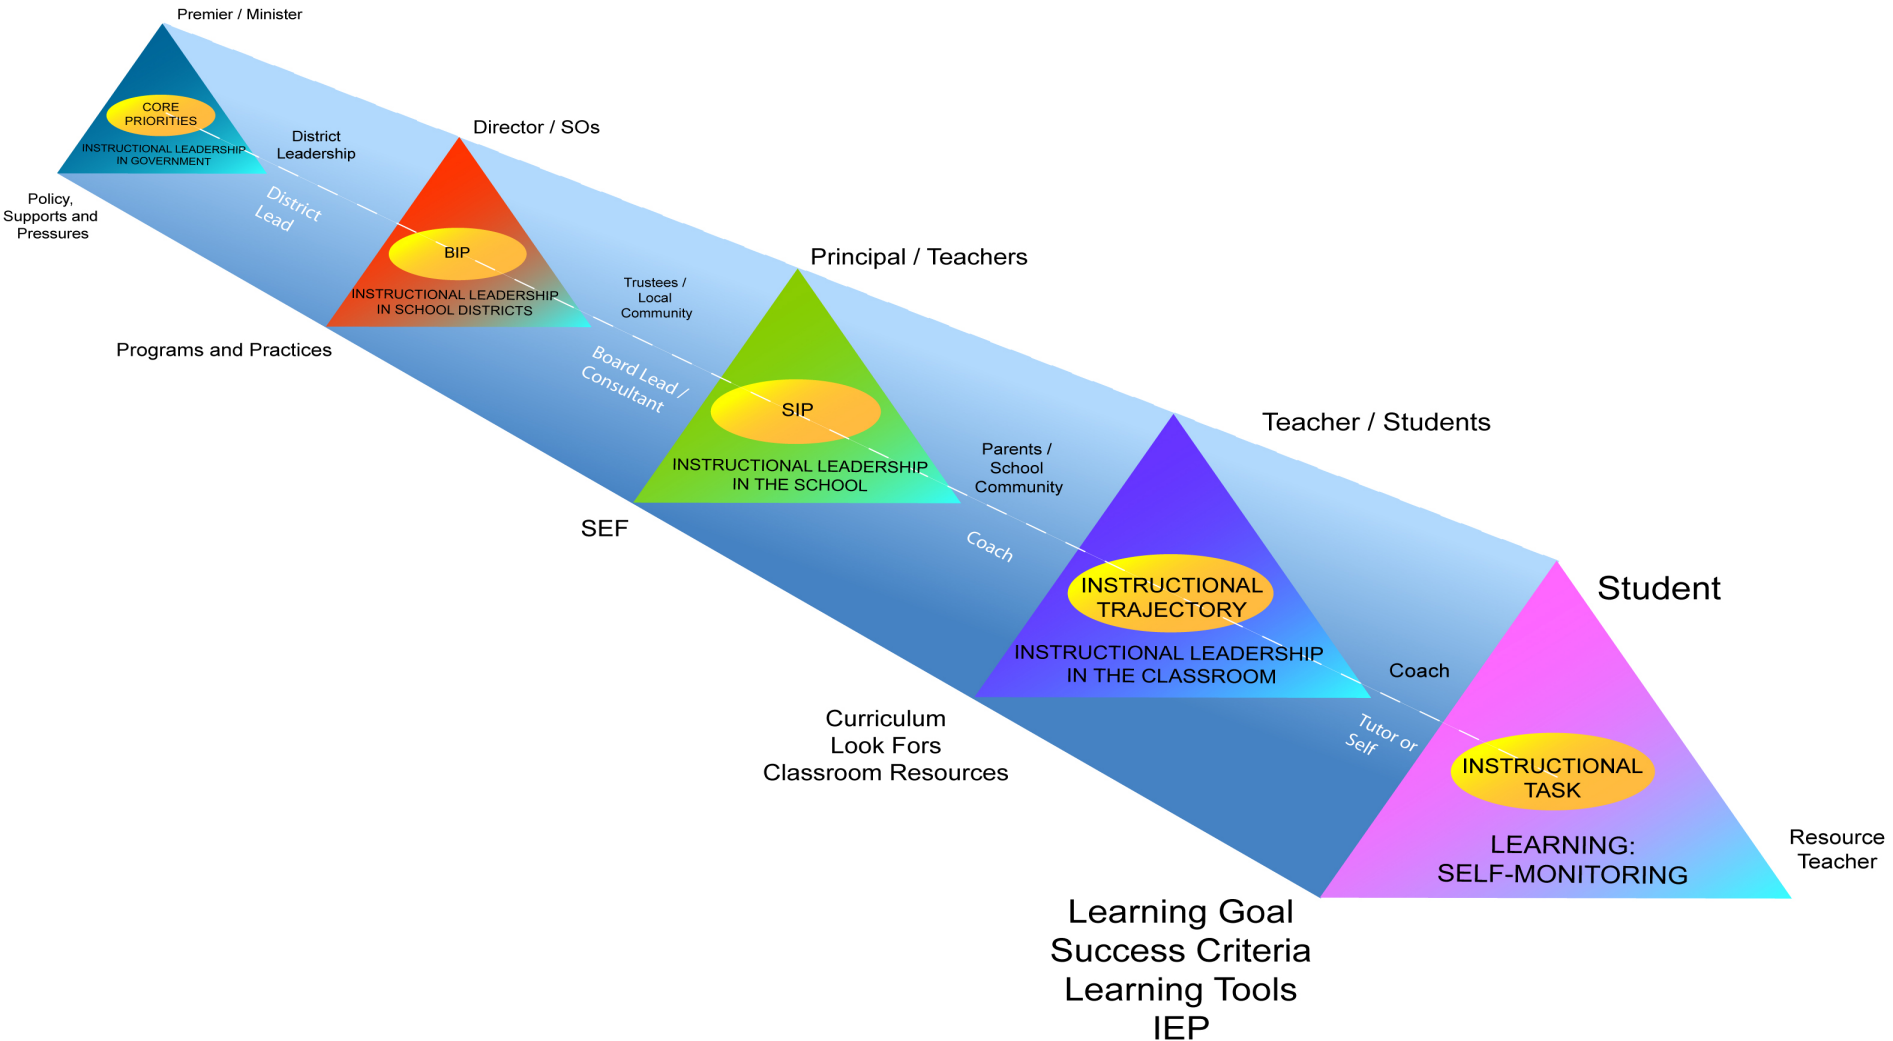 Premier / Minister
CORE
PRIORITIES
INSTRUCTIONAL LEADERSHIP
IN GOVERNMENT
Policy,
Supports and
Pressures
District
Leadership
District
Lead
Director / SOs
BIP
INSTRUCTIONAL LEADERSHIP
IN SCHOOL DISTRICTS
Programs and Practices
Trustees /
Local
Community
Board Lead /
Consultant
Principal / Teachers
SIP
INSTRUCTIONAL LEADERSHIP
IN THE SCHOOL
SEF
Parents /
School
Community
Coach
Teacher / Students
INSTRUCTIONAL
TRAJECTORY
INSTRUCTIONAL LEADERSHIP
IN THE CLASSROOM
Curriculum
Look Fors
Classroom Resources
Coach
Tutor or
Self
Student
INSTRUCTIONAL
TASK
LEARNING:
SELF-MONITORING
Resource
Teacher
Learning Goal
Success Criteria
Learning Tools
IEP